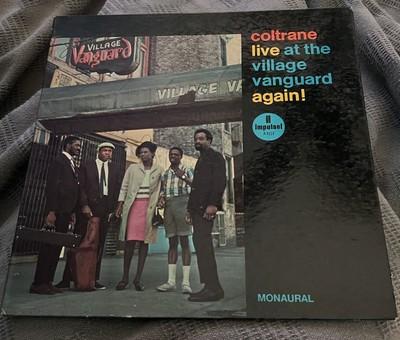 coltrane
live at the
village
vanguard
again!
impulse!
VILLAGE
Vanguard
VILLAGE VA
MONAURAL